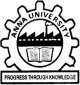 ANNA UNIVERSITY
PROGRESS THROUGH KNOWLEDGE